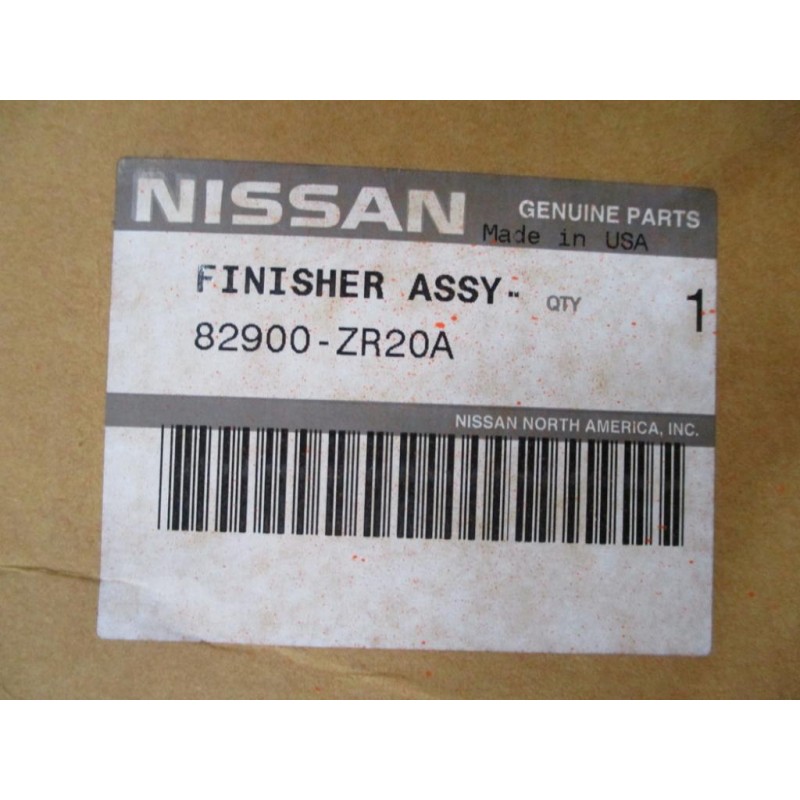 NISSAN GENUINE PARTS
Made in USA
FINISHER ASSY- QTY 1
82900-ZR20A
NISSAN NORTH AMERICA, INC.